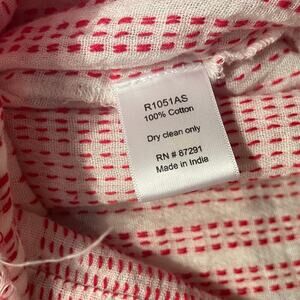 R1051AS
100% Cotton
Dry clean only
RN # 87291
Made in India